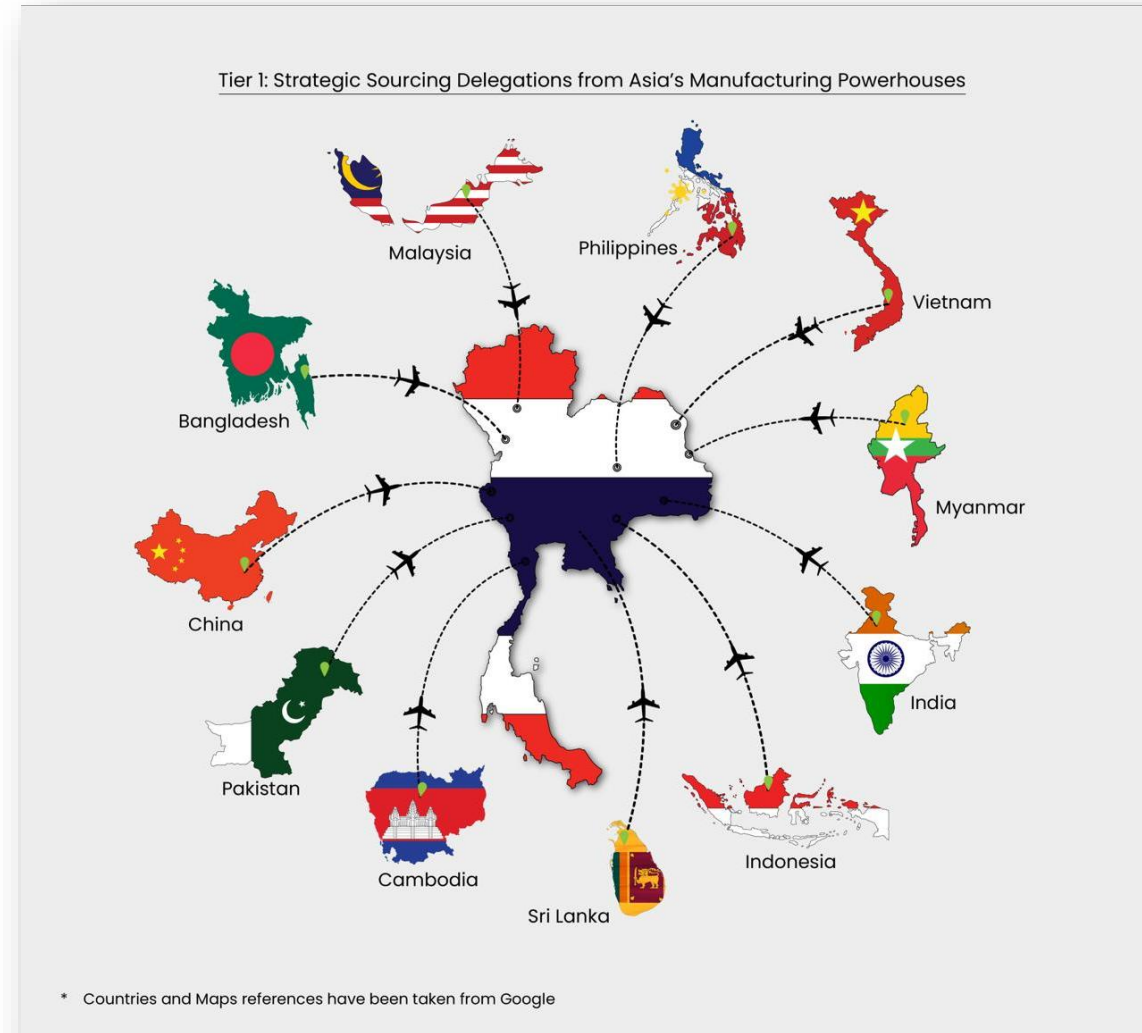 Tier 1: Strategic Sourcing Delegations from Asia's Manufacturing Powerhouses
Malaysia
Philippines
Vietnam
Bangladesh
Myanmar
China
India
Pakistan
Cambodia
Indonesia
Sri Lanka
* Countries and Maps references have been taken from Google